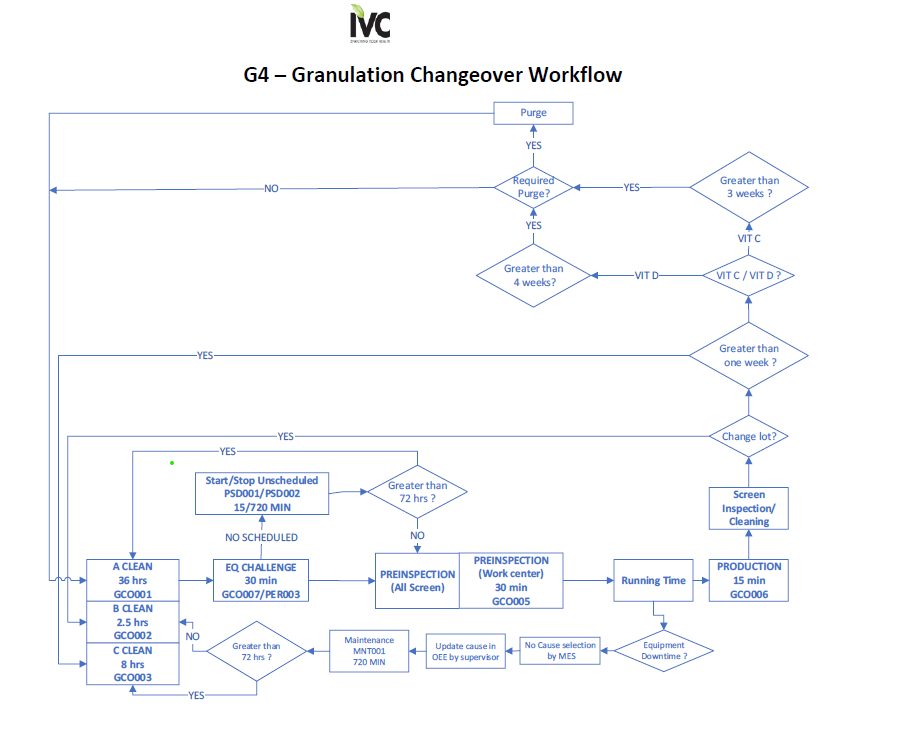 IVC
G4 – Granulation Changeover Workflow
Purge
YES
Required
Purge?
NO
YES
Greater than
3 weeks ?
YES
VIT C
Greater than
4 weeks?
VIT D
VIT C / VIT D ?
YES
Greater than
one week ?
YES
Change lot?
YES
Start/Stop Unscheduled
PSD001/PSD002
15/720 MIN
Greater than
72 hrs ?
Screen
Inspection/
Cleaning
NO SCHEDULED
NO
A CLEAN
36 hrs
GCO001
EQ CHALLENGE
30 min
GCO007/PER003
PREINSPECTION
(All Screen)
PREINSPECTION
(Work center)
30 min
GCO005
Running Time
PRODUCTION
15 min
GCO006
B CLEAN
2.5 hrs
GCO002
NO
C CLEAN
8 hrs
GCO003
Greater than
72 hrs ?
Maintenance
MNT001
720 MIN
Update cause in
OEE by supervisor
No Cause selection
by MES
Equipment
Downtime ?
YES